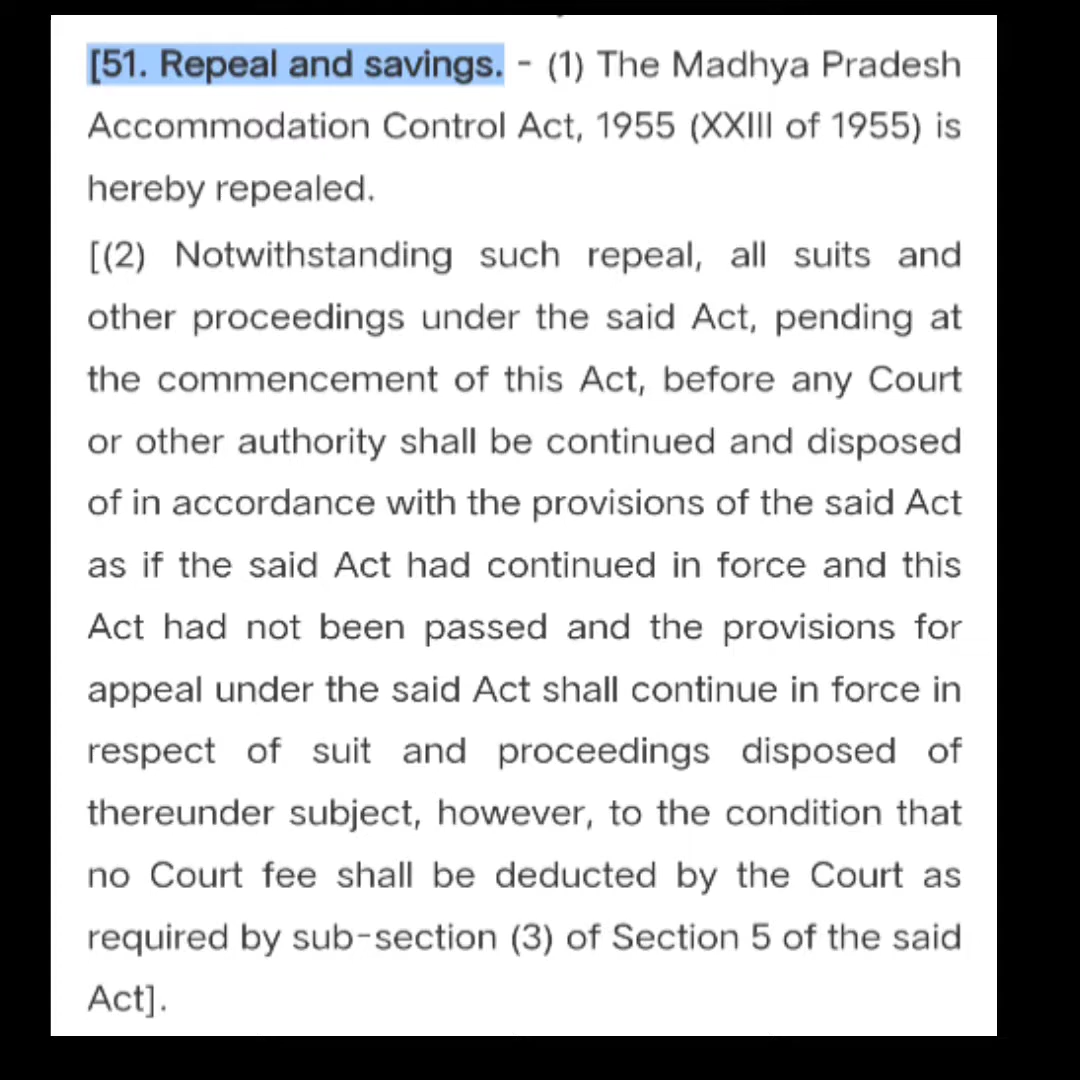 [51. Repeal and savings. - (1) The Madhya Pradesh
Accommodation Control Act, 1955 (XXIII of 1955) is
hereby repealed.
[(2) Notwithstanding such repeal, all suits and
other proceedings under the said Act, pending at
the commencement of this Act, before any Court
or other authority shall be continued and disposed
of in accordance with the provisions of the said Act
as if the said Act had continued in force and this
Act had not been passed and the provisions for
appeal under the said Act shall continue in force in
respect of suit and proceedings disposed of
thereunder subject, however, to the condition that
no Court fee shall be deducted by the Court as
required by sub-section (3) of Section 5 of the said
Act].